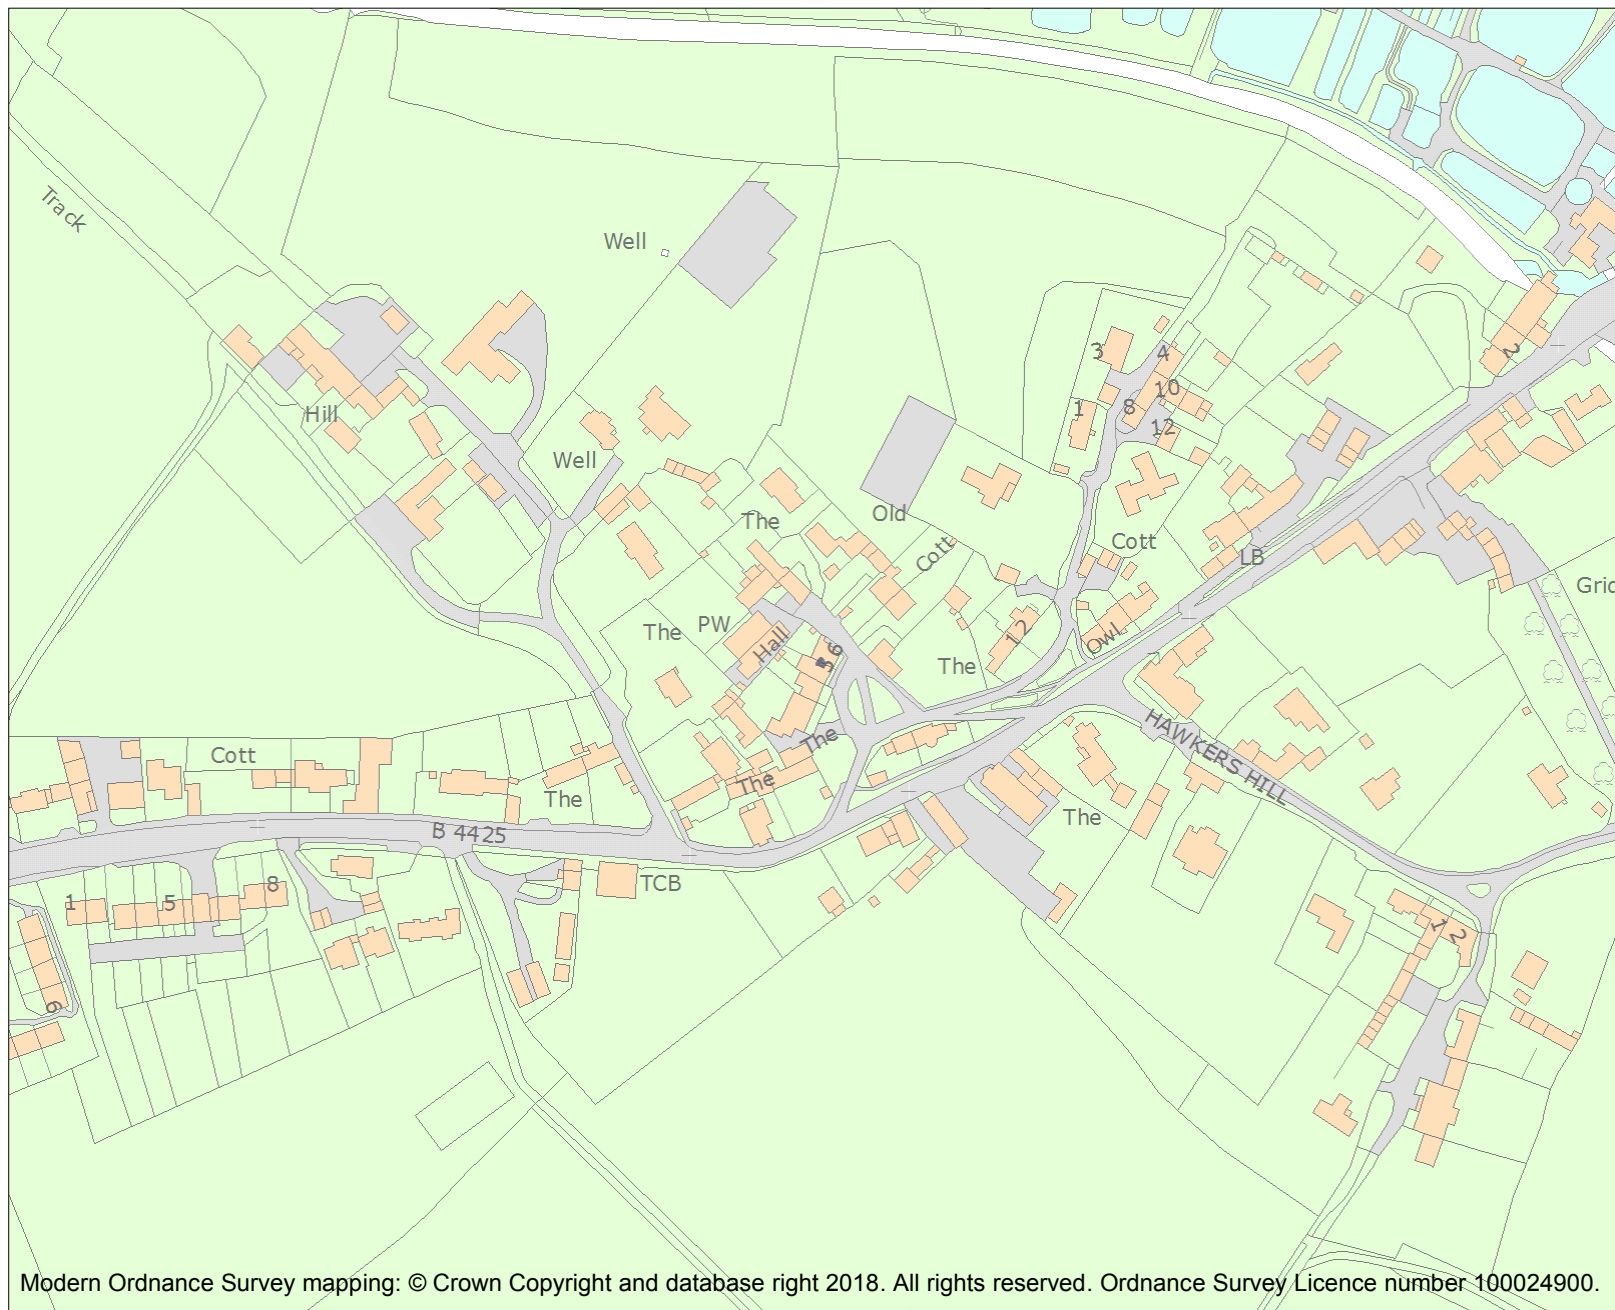 Track
Well
Hill
Well
3
4
10
1
8
12
2
The
Old
Cott
Cott
LB
Grid
The
PW
Hall
5 6
The
1 2
Owl
1
The
The
HAWKERS HILL
Cott
The
B 4425
The
TCB
1
5
8
6
1
2
Modern Ordnance Survey mapping: © Crown Copyright and database right 2018. All rights reserved. Ordnance Survey Licence number 100024900.